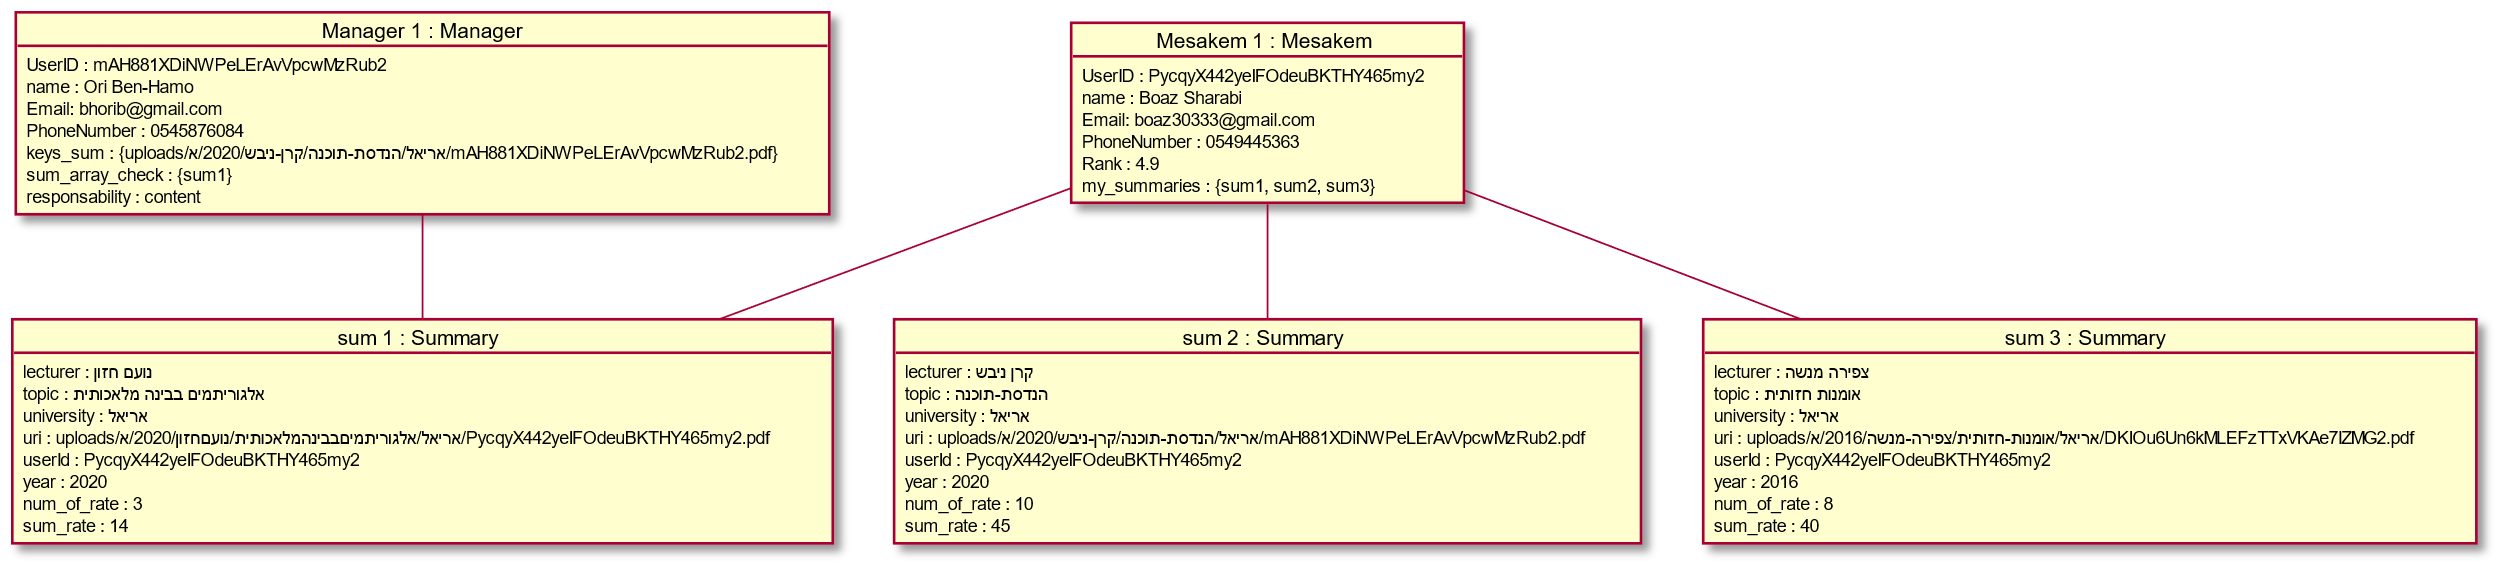 Manager 1 : Manager
UserID : mAH881XDiNWPeLErAvVpcwMzRub2
name : Ori Ben-Hamo
Email: bhorib@gmail.com
PhoneNumber : 0545876084
keys_sum : {uploads/אריאל/הנדסת-תוכנה/קרן-ניבש/2020/א/mAH881XDiNWPeLErAvVpcwMzRub2.pdf}
sum_array_check : {sum1}
responsability : content
Mesakem 1 : Mesakem
UserID : PycqyX442yeIFOdeuBKTHY465my2
name : Boaz Sharabi
Email: boaz30333@gmail.com
PhoneNumber : 0549445363
Rank : 4.9
my_summaries : {sum1, sum2, sum3}
sum 1 : Summary
lecturer : נועם חזון
topic : אלגוריתמים בבינה מלאכותית
university : אריאל
uri : uploads/אריאל/אלגוריתמיםבבינהמלאכותית/נועםחזון/2020/א/PycqyX442yeIFOdeuBKTHY465my2.pdf
userId : PycqyX442yeIFOdeuBKTHY465my2
year : 2020
num_of_rate : 3
sum_rate : 14
sum 2 : Summary
lecturer : קרן ניבש
topic : הנדסת-תוכנה
university : אריאל
uri : uploads/אריאל/הנדסת-תוכנה/קרן-ניבש/2020/א/mAH881XDiNWPeLErAvVpcwMzRub2.pdf
userId : PycqyX442yeIFOdeuBKTHY465my2
year : 2020
num_of_rate : 10
sum_rate : 45
sum 3 : Summary
lecturer : צפירה מנשה
topic : אומנות חזותית
university : אריאל
uri : uploads/אריאל/אומנות-חזותית/צפירה-מנשה/2016/א/DKIOu6Un6kMLEFzTTxVKAe7IZMG2.pdf
userId : PycqyX442yeIFOdeuBKTHY465my2
year : 2016
num_of_rate : 8
sum_rate : 40